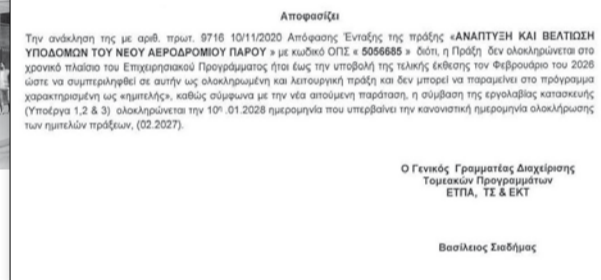 Αποφασίζει
Την ανάκληση της με αριθ. πρωτ. 9716 10/11/2020 Απόφασης Ένταξης της πράξης «ΑΝΑΠΤΥΞΗ ΚΑΙ ΒΕΛΤΙΩΣΗ
ΥΠΟΔΟΜΩΝ ΤΟΥ ΝΕΟΥ ΑΕΡΟΔΡΟΜΙΟΥ ΠΑΡΟΥ » με κωδικό ΟΠΣ « 5056685 » διότι, η Πράξη δεν ολοκληρώνεται στο
χρονικό πλαίσιο του Επιχειρησιακού Προγράμματος ήτοι έως την υποβολή της τελικής έκθεσης τον Φεβρουάριο του 2026
ώστε να συμπεριληφθεί σε αυτήν ως ολοκληρωμένη και λειτουργική πράξη και δεν μπορεί να παραμείνει στο πρόγραμμα
χαρακτηρισμένη ως «ημιτελής», καθώς σύμφωνα με την νέα αιτούμενη παράταση, η σύμβαση της εργολαβίας κατασκευής
(Υποέργα 1,2 & 3) ολοκληρώνεται την 10η .01.2028 ημερομηνία που υπερβαίνει την κανονιστική ημερομηνία ολοκλήρωσης
των ημιτελών πράξεων, (02.2027).
Ο Γενικός Γραμματέας Διαχείρισης
Τομεακών Προγραμμάτων
ΕΤΠΑ, ΤΣ & ΕΚΤ
Βασίλειος Σιαδήμας